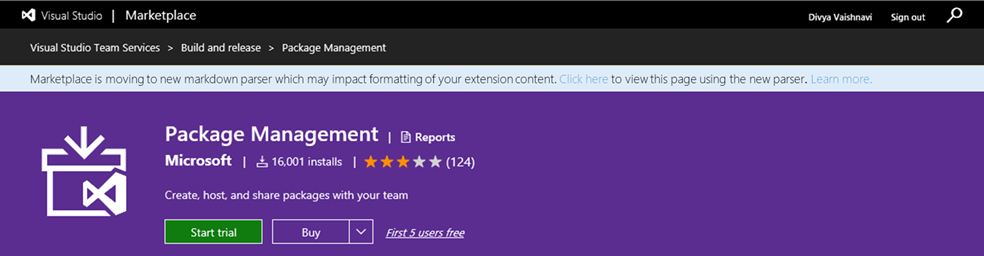 Visual Studio | Marketplace
Divya Vaishnavi Sign out
Visual Studio Team Services > Build and release > Package Management
Marketplace is moving to new markdown parser which may impact formatting of your extension content. Click here to view this page using the new parser. Learn more.
Package Management | Reports
Microsoft | 16,001 installs | (124)
Create, host, and share packages with your team
Start trial Buy First 5 users free